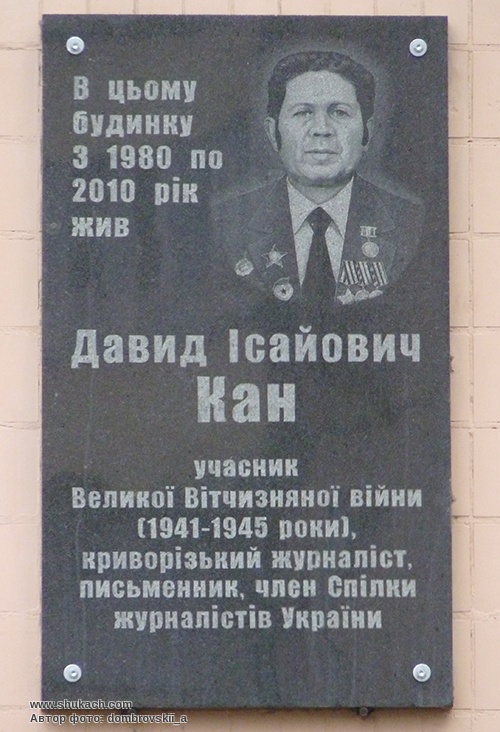 В цьому
будинку
З 1980 по
2010 рік
жив
Давид Ісайович
Кан
учасник
Великої Вітчизняної війни
(1941-1945 роки),
криворізький журналіст,
письменник, член Спілки
журналістів України
www.shukach.com
Автор фото: dombrovskii_a